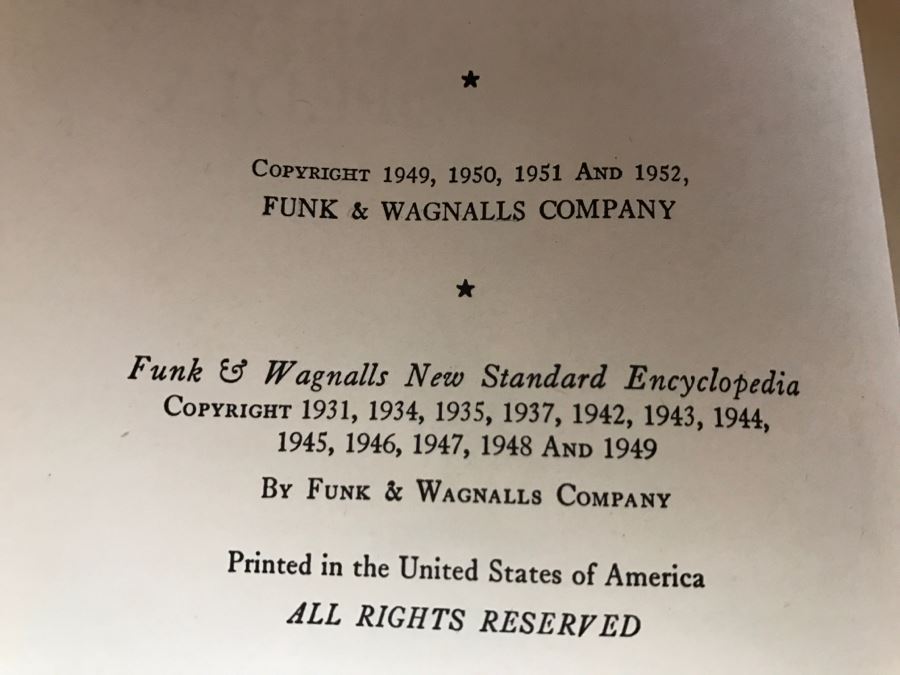 ★
Copyright 1949, 1950, 1951 And 1952,
FUNK & WAGNALLS COMPANY
★
Funk & Wagnalls New Standard Encyclopedia
Copyright 1931, 1934, 1935, 1937, 1942, 1943, 1944,
1945, 1946, 1947, 1948 And 1949
By Funk & Wagnalls Company
Printed in the United States of America
ALL RIGHTS RESERVED